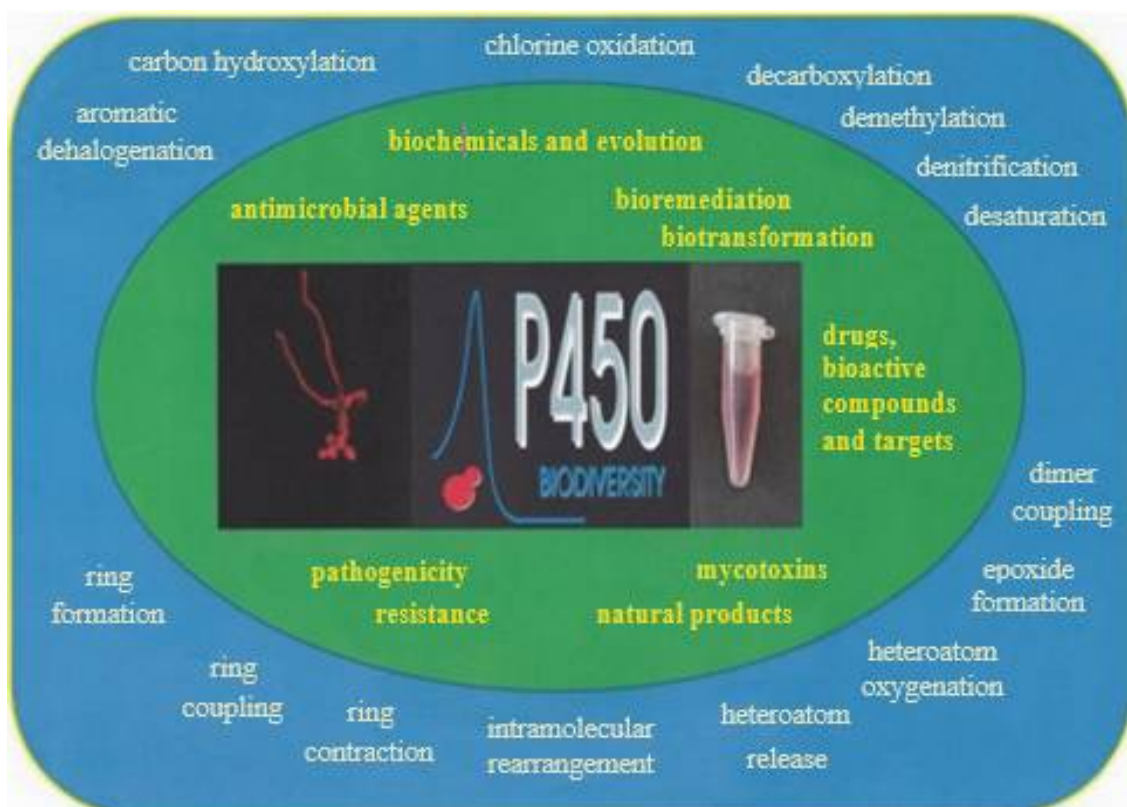 chlorine oxidation
carbon hydroxylation
decarboxylation
aromatic
dehalogenation
demethylation
denitrification
desaturation
biochemicals and evolution
antimicrobial agents
bioremediation
biotransformation
P450
BIODIVERSITY
drugs,
bioactive
compounds
and targets
dimer
coupling
pathogenicity
resistance
mycotoxins
natural products
epoxide
formation
ring
formation
heteroatom
oxygenation
ring
coupling
ring
contraction
intramolecular
rearrangement
heteroatom
release